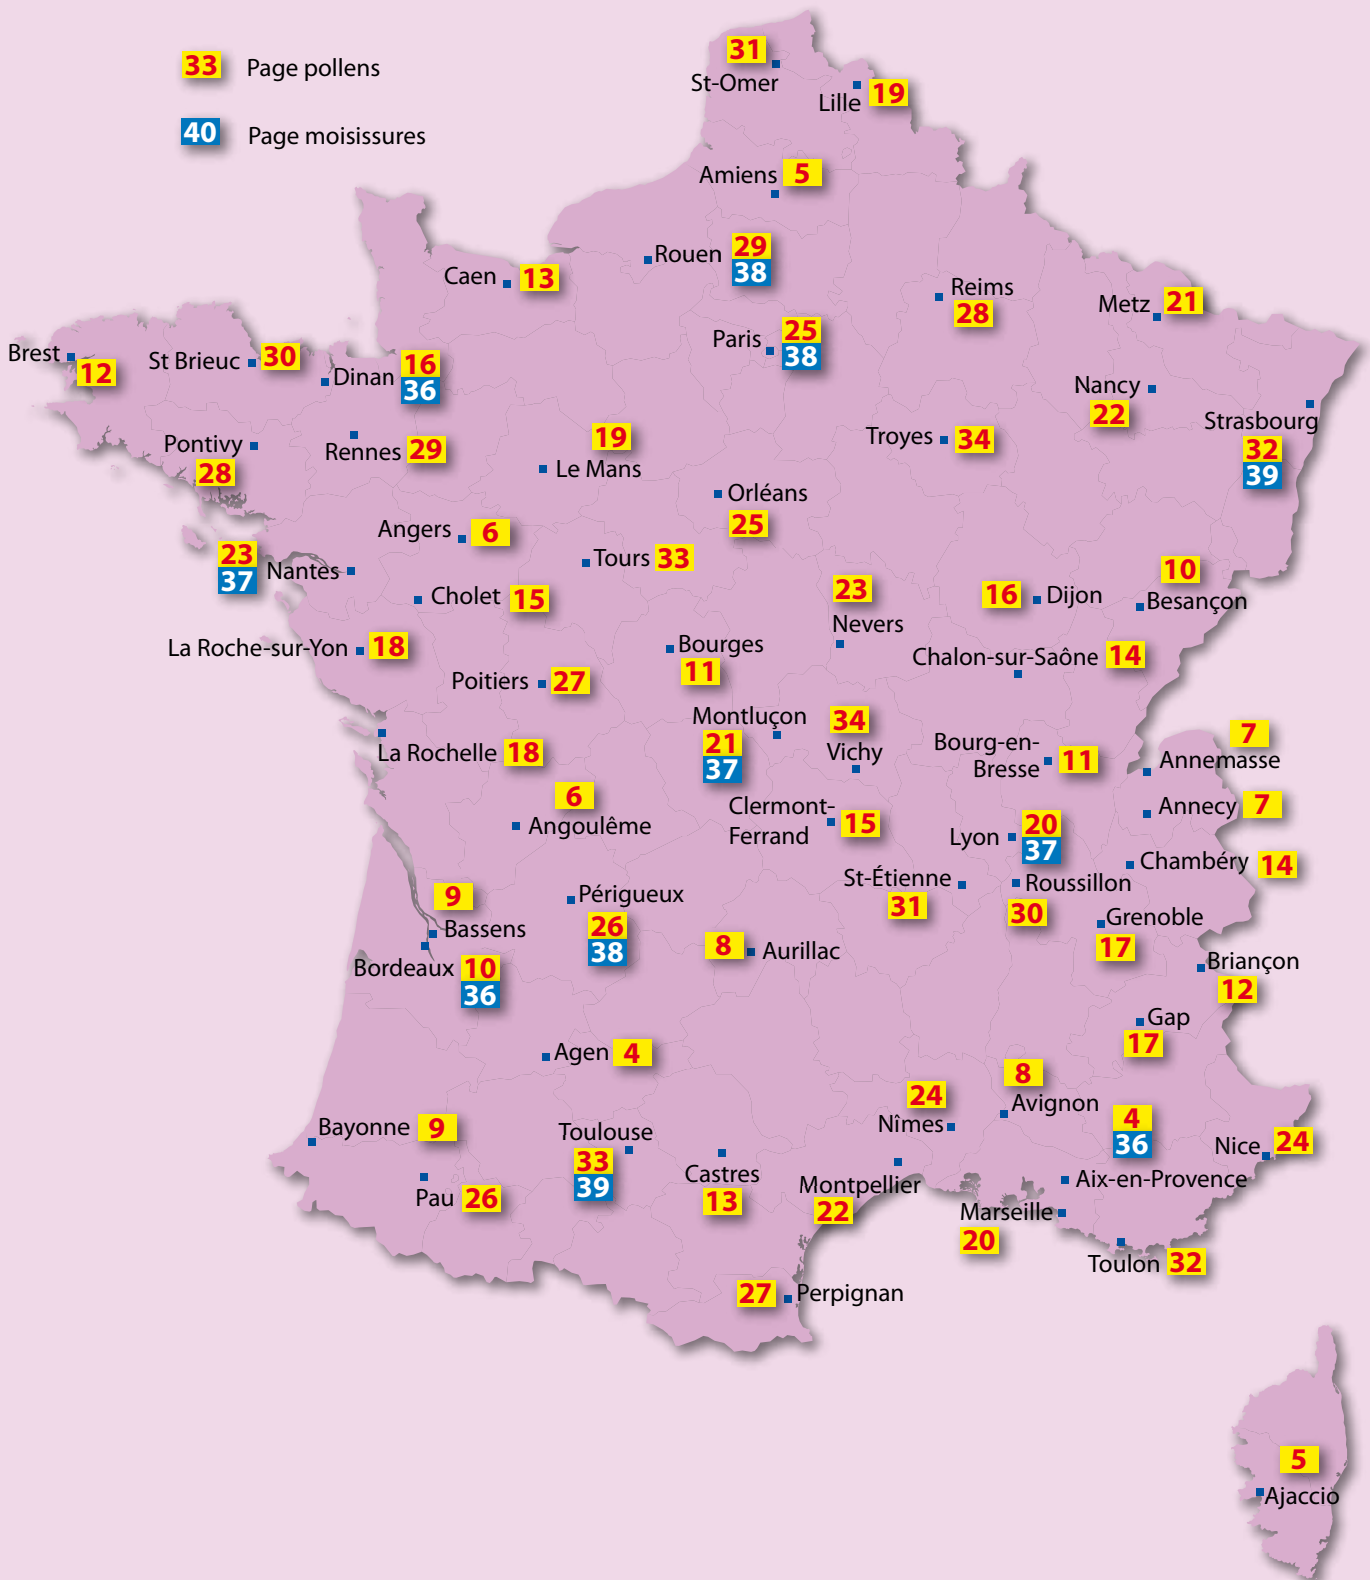 33 Page pollens
40 Page moisissures
31
St-Omer
Lille 19
Amiens 5
Rouen 29
38
Caen 13
Reims
28
Metz 21
Paris 25
38
Brest
12
St Brieuc 30
Dinan 16
36
Nancy
22
Strasbourg
32
39
Pontivy
28
Rennes 29
19
Le Mans
Troyes 34
Orléans
25
Angers 6
23
37
Nantes
Tours 33
Cholet 15
23
Nevers
16 Dijon
10
Besançon
La Roche-sur-Yon 18
Bourges
11
Chalon-sur-Saône 14
Poitiers 27
Montluçon
21
37
34
Vichy
La Rochelle 18
Bourg-en-
Bresse 11
7
Annemasse
6
Angoulême
Clermont-
Ferrand 15
Annecy 7
Lyon 20
37
Chambéry 14
St-Étienne
31
Roussillon
30
9
Bassens
Périgueux
26
38
Grenoble
17
8 Aurillac
Bordeaux 10
36
Briançon
12
Gap
17
Agen 4
8
Avignon
24
Nîmes
4
36
Aix-en-Provence
Nice 24
Bayonne 9
Toulouse
33
39
Castres
13
Pau 26
Montpellier
22
Marseille
20
Toulon 32
27 Perpignan
5
Ajaccio